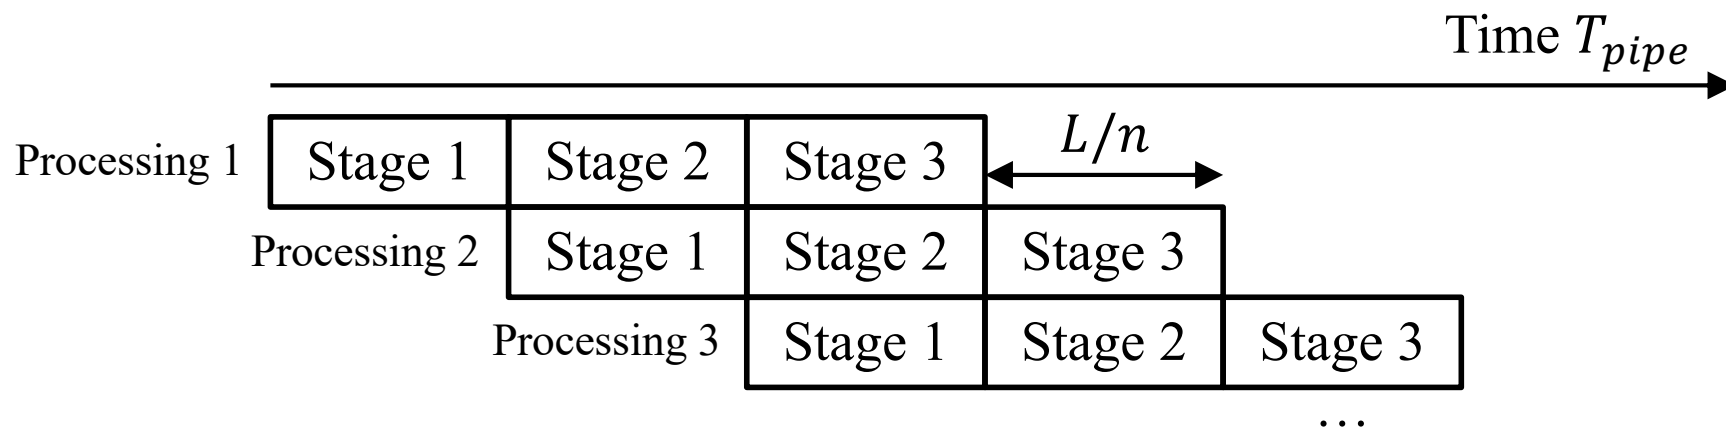 Time T_pipe
L/n
Processing 1 Stage 1 Stage 2 Stage 3
Processing 2 Stage 1 Stage 2 Stage 3
Processing 3 Stage 1 Stage 2 Stage 3
...